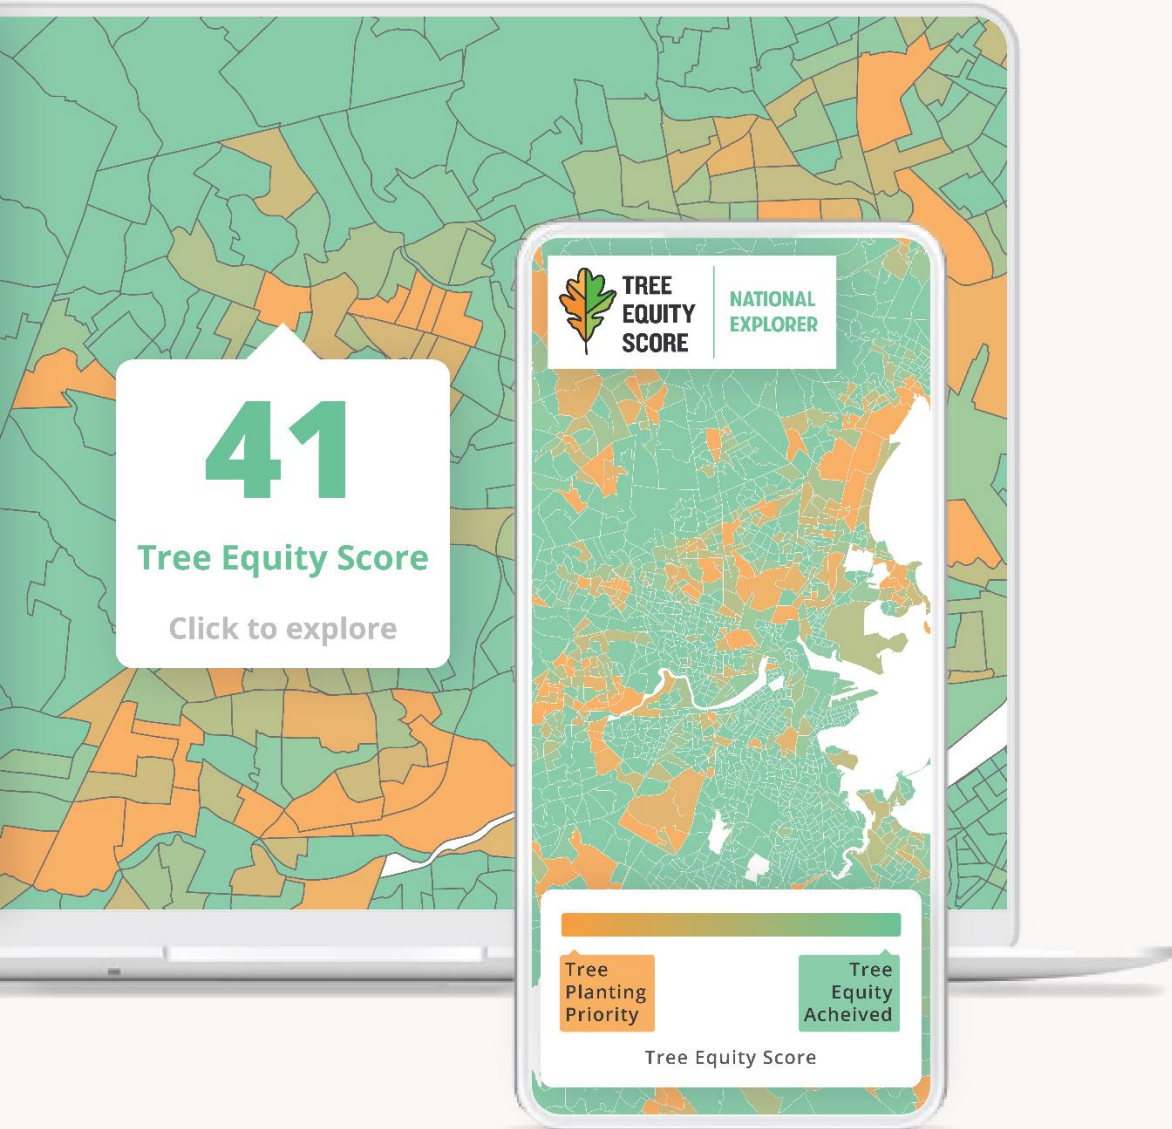 41
Tree Equity Score
Click to explore
TREE
EQUITY
SCORE
NATIONAL
EXPLORER
Tree
Planting
Priority
Tree
Equity
Acheived
Tree Equity Score